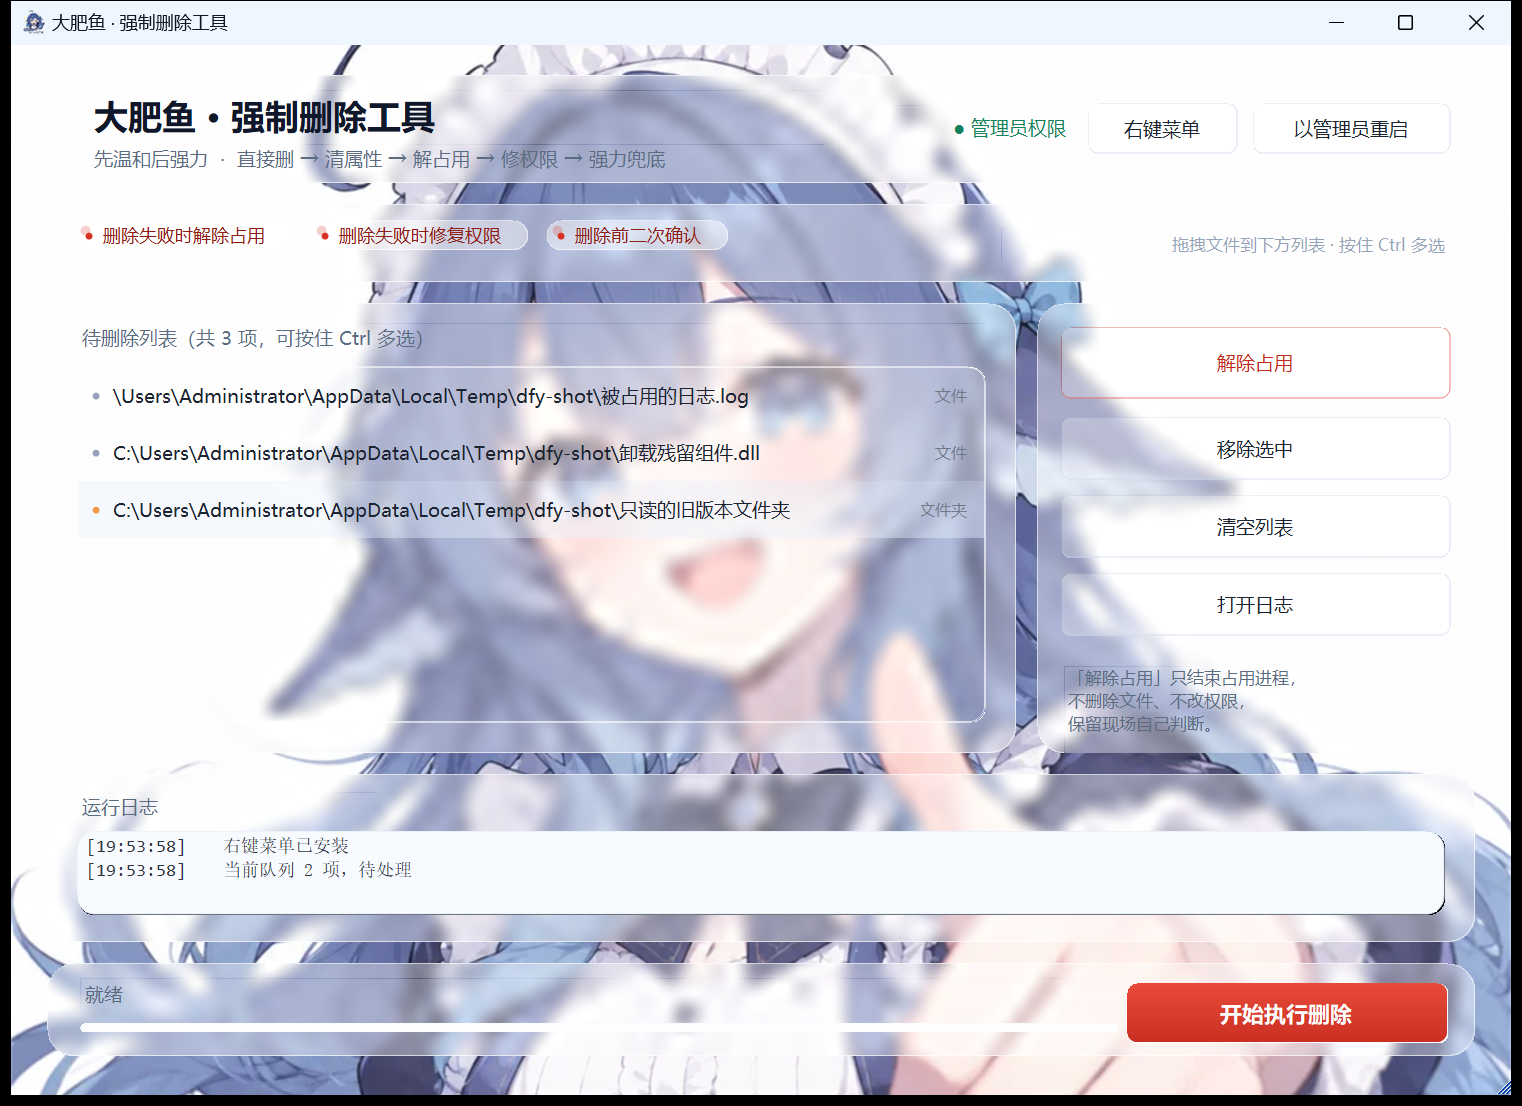 大肥鱼 · 强制删除工具
大肥鱼 · 强制删除工具
先温和后强力 · 直接删 → 清属性 → 解占用 → 修权限 → 强力兜底
● 管理员权限
右键菜单
以管理员重启
删除失败时解除占用
删除失败时修复权限
删除前二次确认
拖拽文件到下方列表 · 按住 Ctrl 多选
待删除列表（共 3 项，可按住 Ctrl 多选）
\Users\Administrator\AppData\Local\Temp\dfy-shot\被占用的日志.log 文件
C:\Users\Administrator\AppData\Local\Temp\dfy-shot\卸载残留组件.dll 文件
C:\Users\Administrator\AppData\Local\Temp\dfy-shot\只读的旧版本文件夹 文件夹
解除占用
移除选中
清空列表
打开日志
「解除占用」只结束占用进程，
不删除文件、不改权限，
保留现场自己判断。
运行日志
[19:53:58] 右键菜单已安装
[19:53:58] 当前队列 2 项，待处理
就绪
开始执行删除